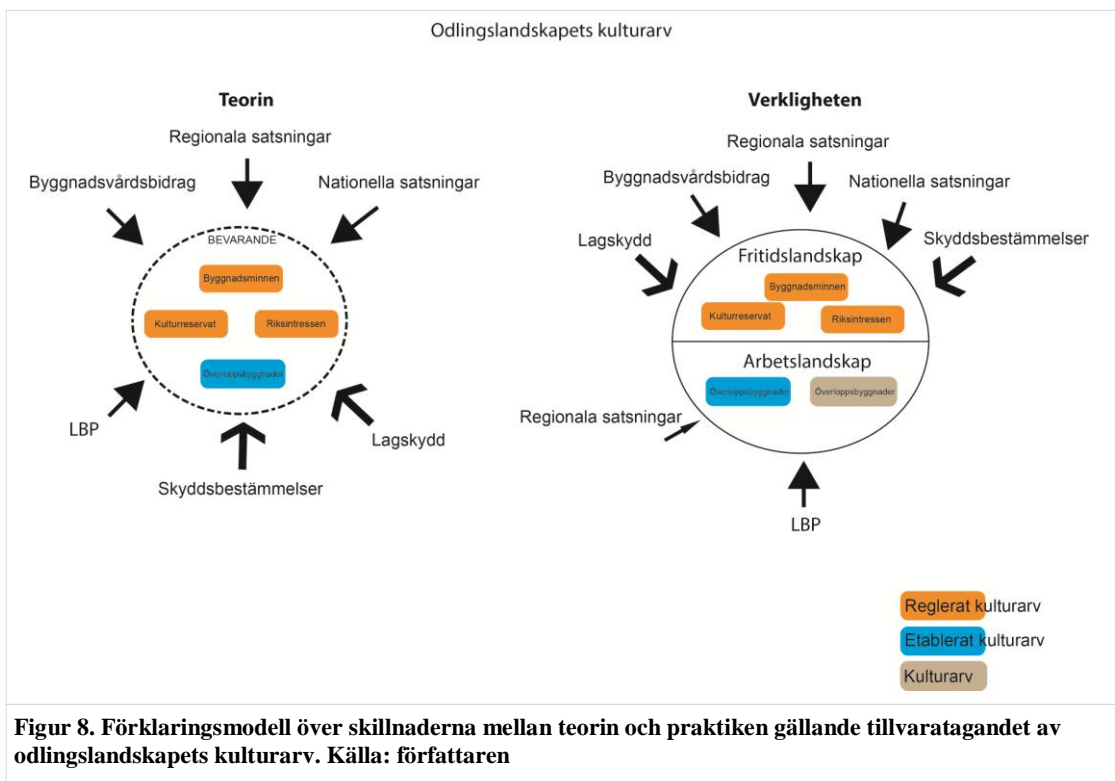 Odlingslandskapets kulturarv
Teorin
Regionala satsningar
Byggnadsvårdsbidrag
Nationella satsningar
BEVARANDE
Byggnadsminnen
Kulturreservat
Riksintressen
Överloppsbyggnader
LBP
Lagskydd
Skyddsbestämmelser
Verkligheten
Regionala satsningar
Byggnadsvårdsbidrag
Nationella satsningar
Lagskydd
Skyddsbestämmelser
Fritidslandskap
Byggnadsminnen
Kulturreservat
Riksintressen
Arbetslandskap
Överloppsbyggnader
Överloppsbyggnader
Regionala satsningar
LBP
Reglerat kulturarv
Etablerat kulturarv
Kulturarv
Figur 8. Förklaringsmodell över skillnaderna mellan teorin och praktiken gällande tillvaratagandet av
odlingslandskapets kulturarv. Källa: författaren